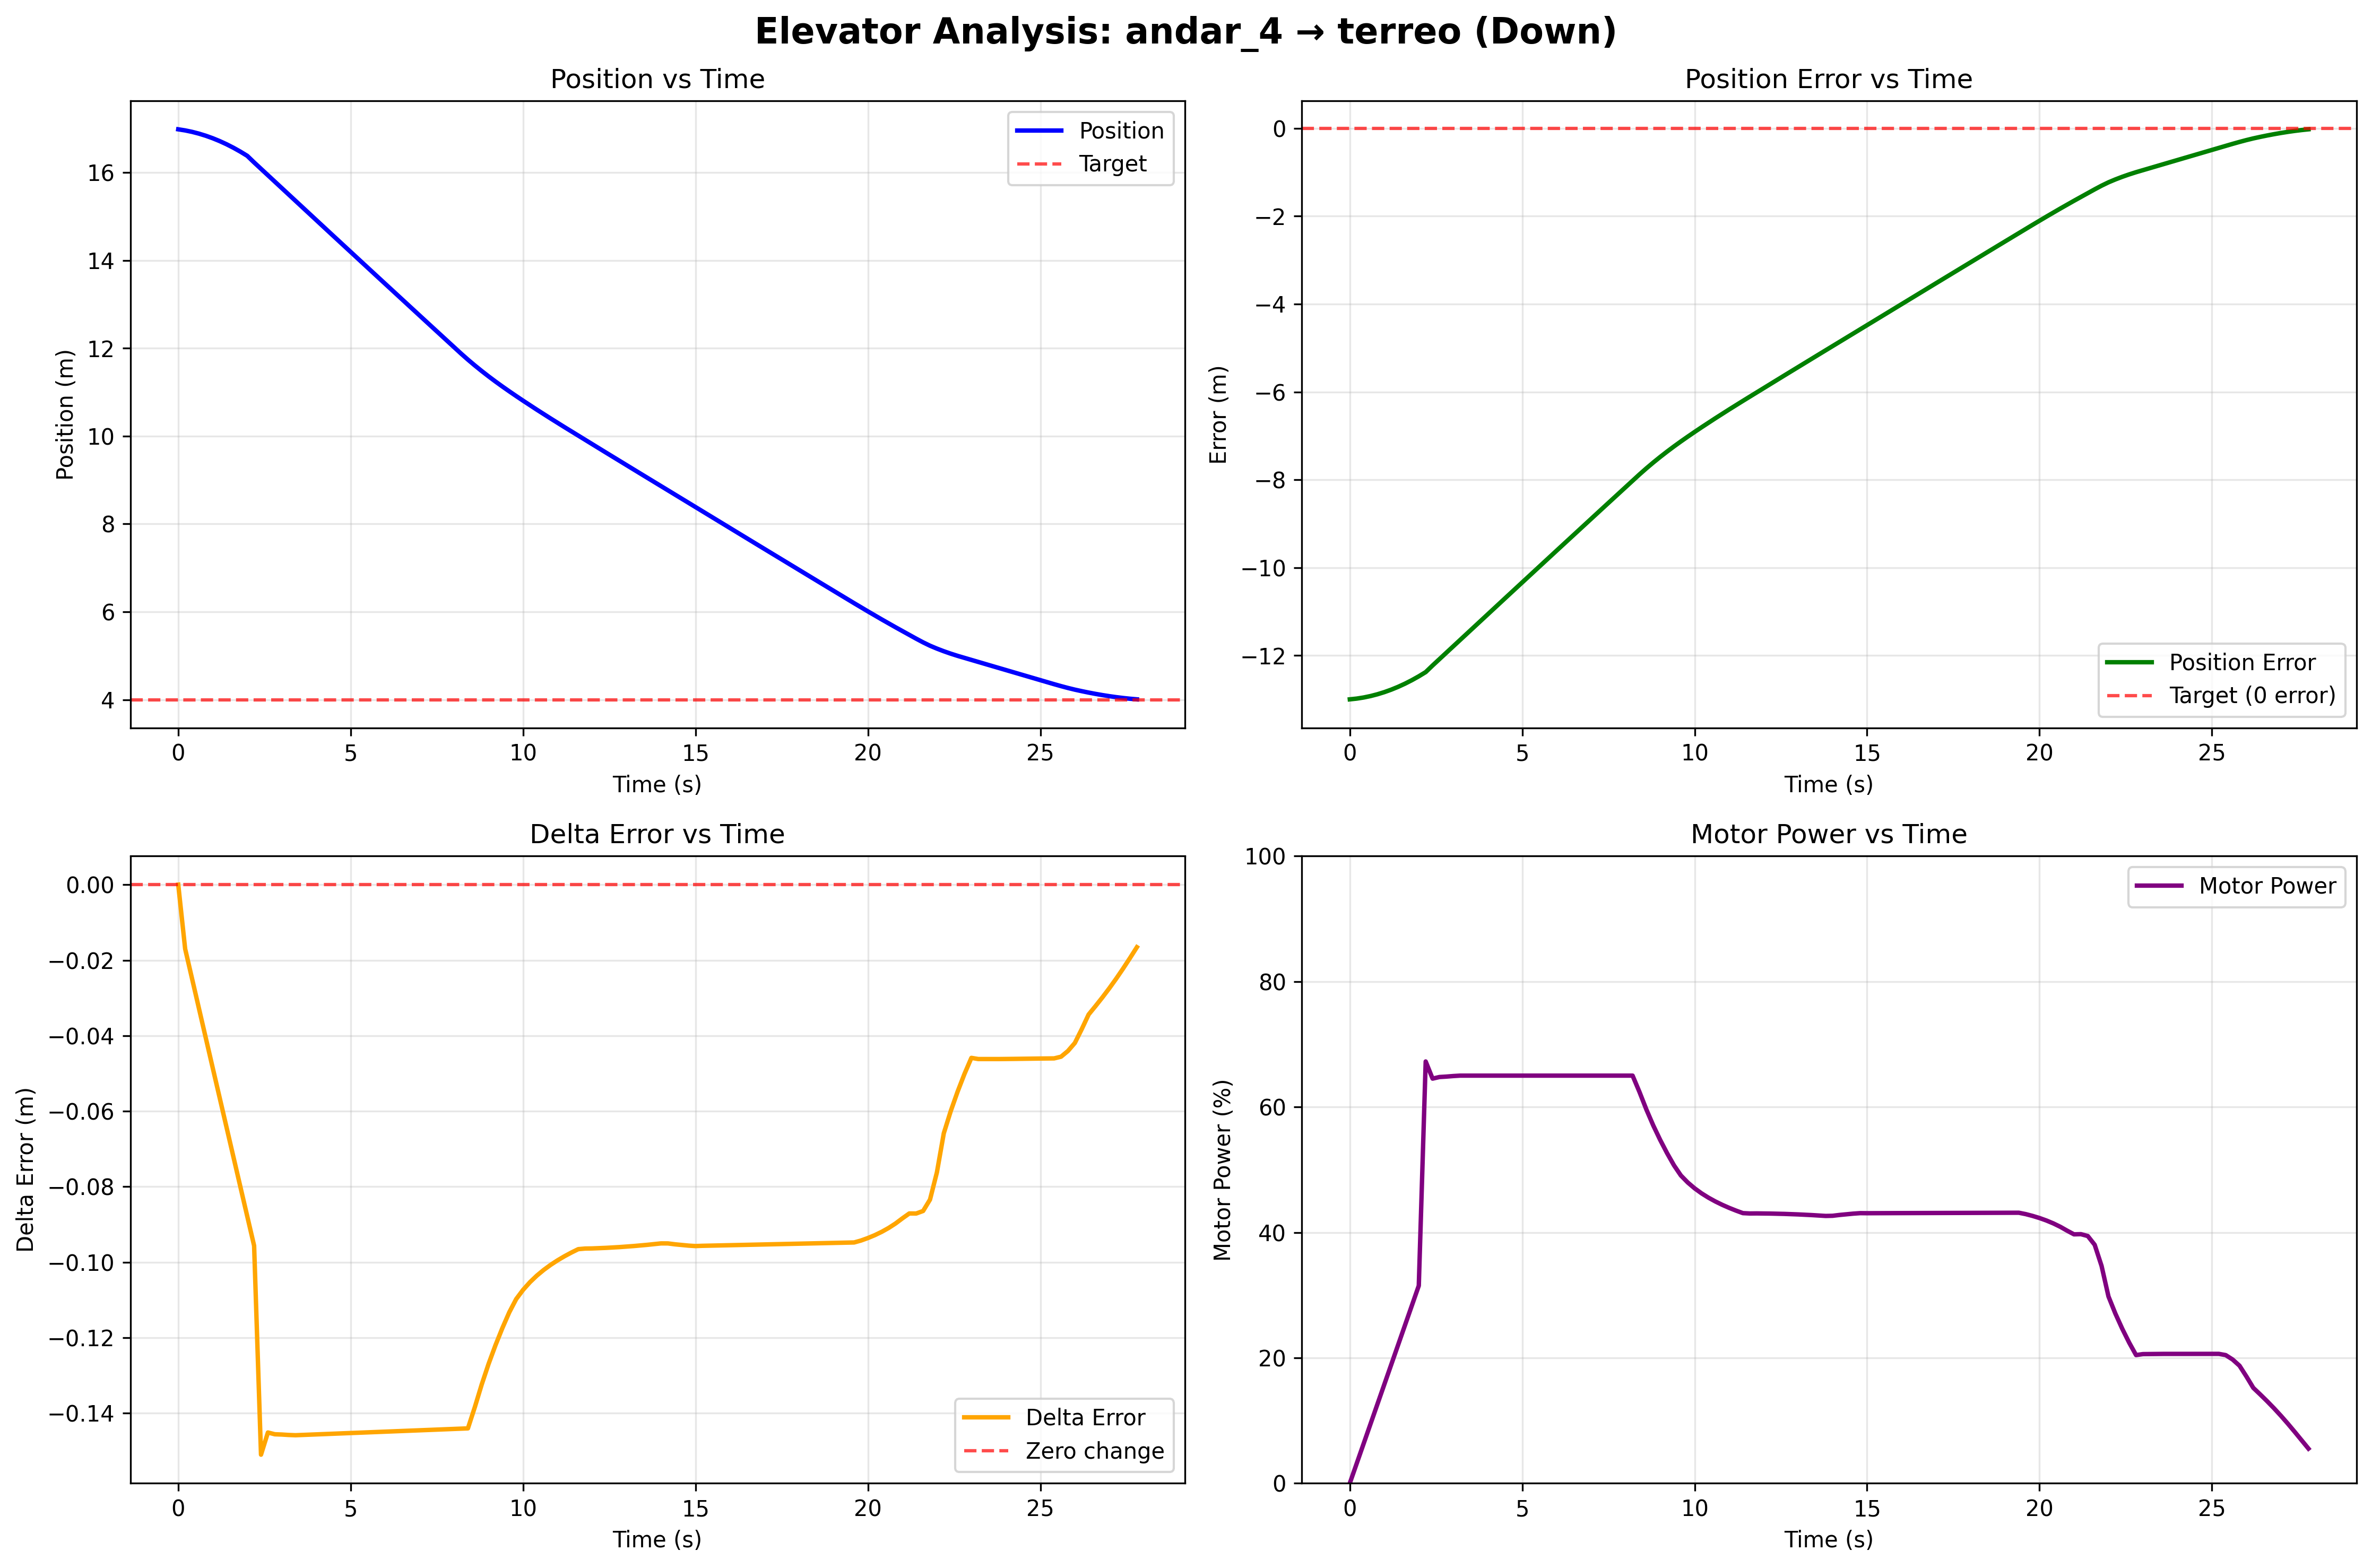 Elevator Analysis: andar_4 → terreo (Down)
Position vs Time
Position (m)
16
14
12
10
8
6
4
0 5 10 15 20 25
Time (s)
Position
Target
Position Error vs Time
Error (m)
0
−2
−4
−6
−8
−10
−12
0 5 10 15 20 25
Time (s)
Position Error
Target (0 error)
Delta Error vs Time
Delta Error (m)
0.00
−0.02
−0.04
−0.06
−0.08
−0.10
−0.12
−0.14
0 5 10 15 20 25
Time (s)
Delta Error
Zero change
Motor Power vs Time
Motor Power (%)
100
80
60
40
20
0
0 5 10 15 20 25
Time (s)
Motor Power